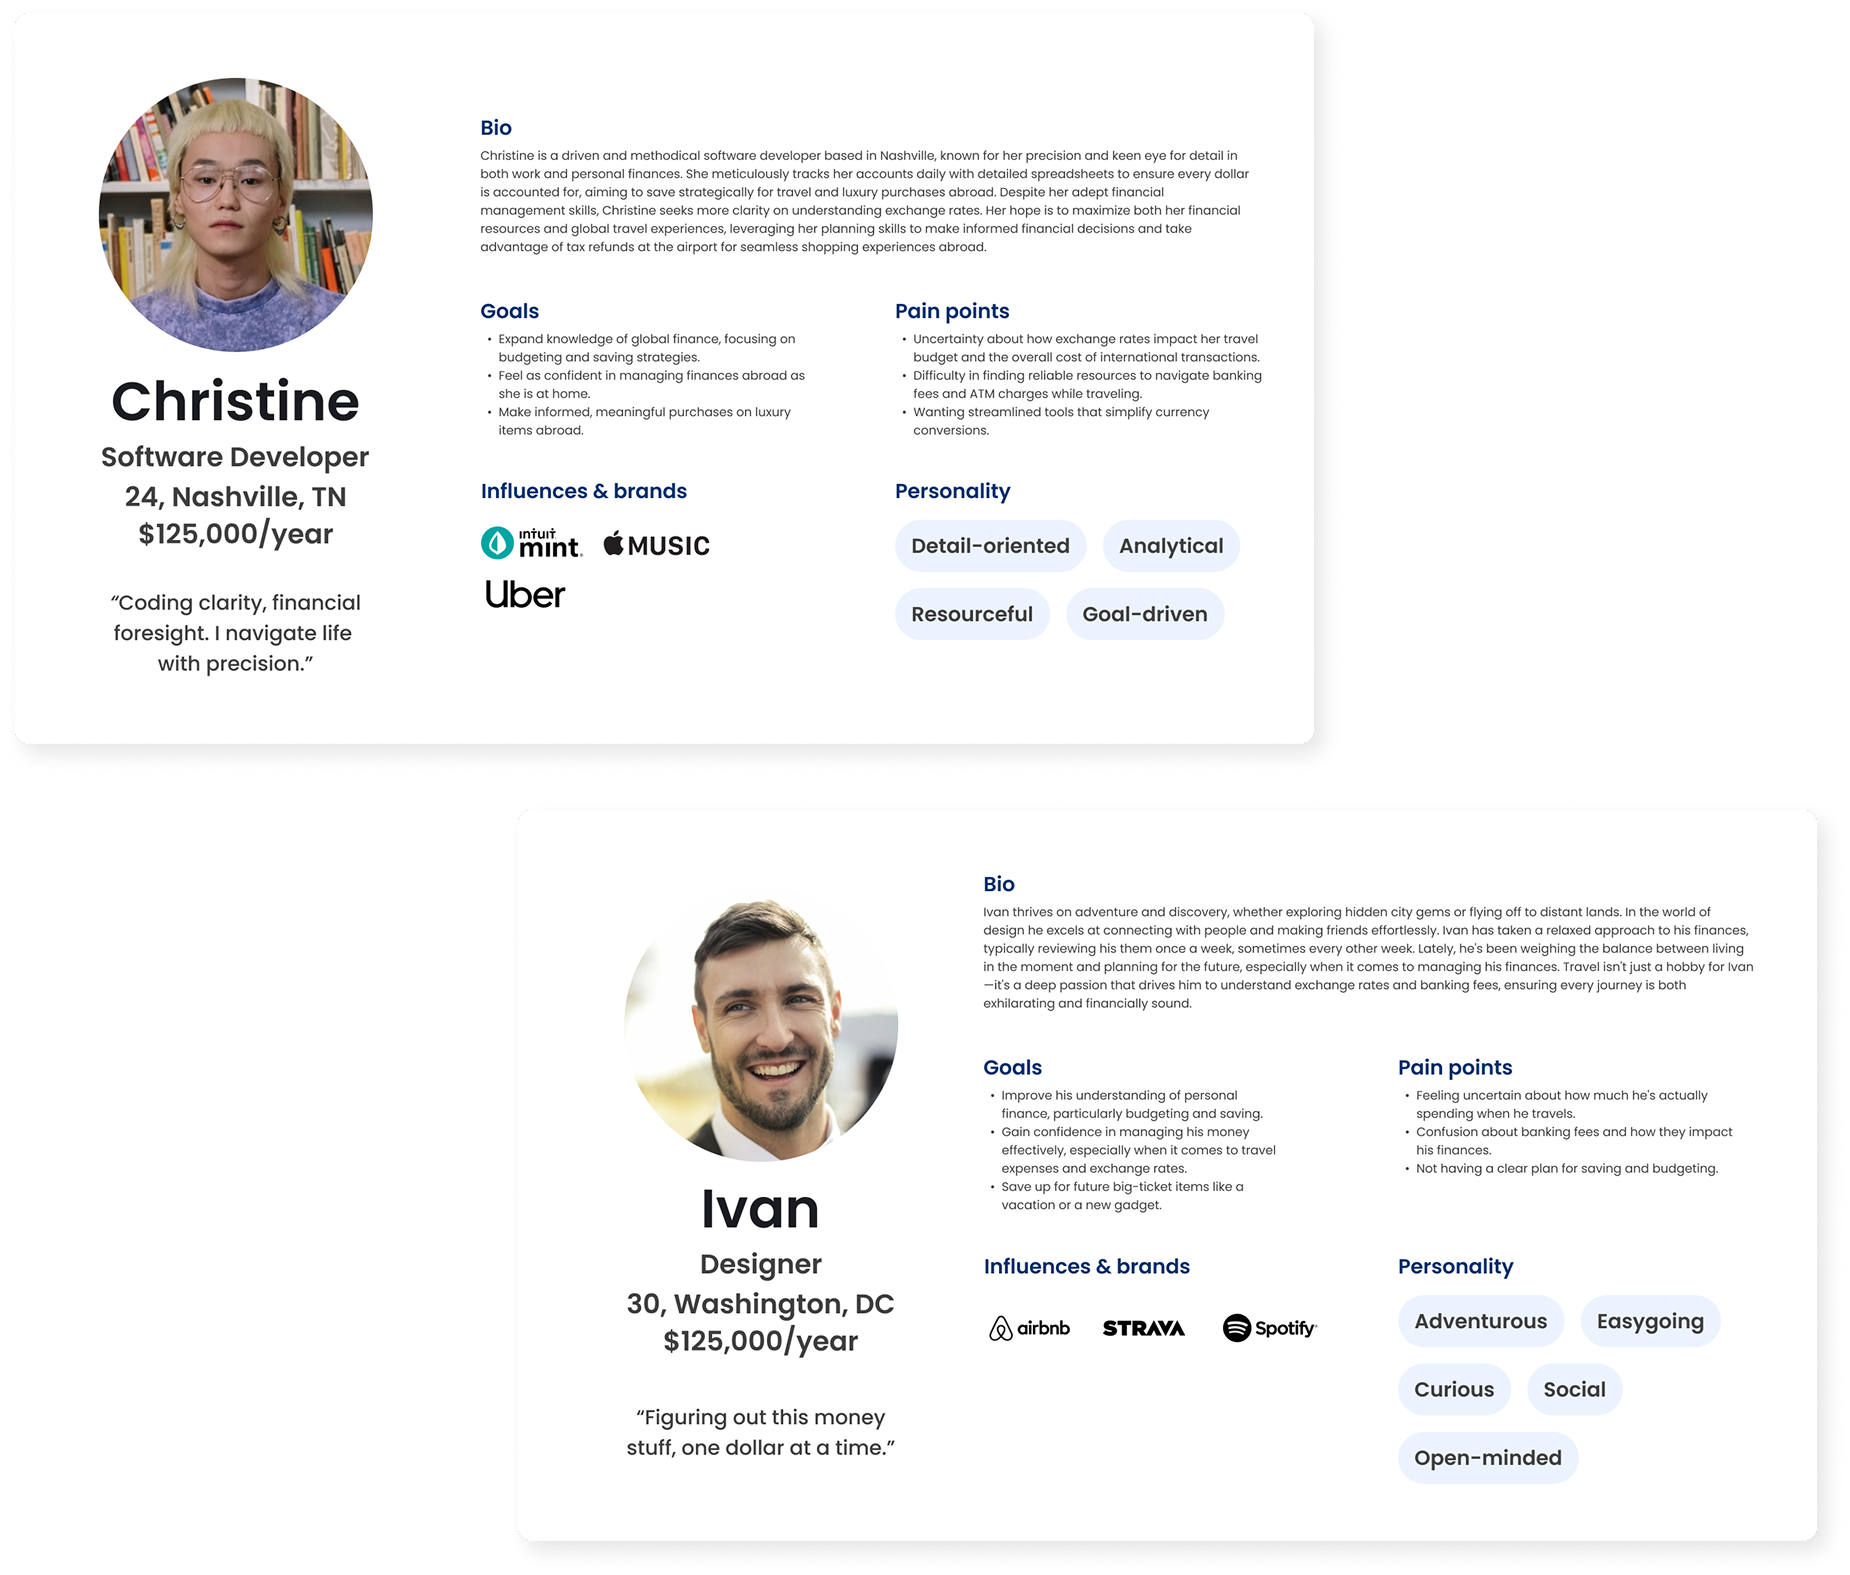 Christine
Software Developer
24, Nashville, TN
$125,000/year
“Coding clarity, financial
foresight. I navigate life
with precision.”
Bio
Christine is a driven and methodical software developer based in Nashville, known for her precision and keen eye for detail in
both work and personal finances. She meticulously tracks her accounts daily with detailed spreadsheets to ensure every dollar
is accounted for, aiming to save strategically for travel and luxury purchases abroad. Despite her adept financial
management skills, Christine seeks more clarity on understanding exchange rates. Her hope is to maximize both her financial
resources and global travel experiences, leveraging her planning skills to make informed financial decisions and take
advantage of tax refunds at the airport for seamless shopping experiences abroad.
Goals
• Expand knowledge of global finance, focusing on
budgeting and saving strategies.
• Feel as confident in managing finances abroad as
she is at home.
• Make informed, meaningful purchases on luxury
items abroad.
Pain points
• Uncertainty about how exchange rates impact her travel
budget and the overall cost of international transactions.
• Difficulty in finding reliable resources to navigate banking
fees and ATM charges while traveling.
• Wanting streamlined tools that simplify currency
conversions.
Influences & brands
intuit
mint
MUSIC
Uber
Personality
Detail-oriented
Analytical
Resourceful
Goal-driven
Ivan
Designer
30, Washington, DC
$125,000/year
“Figuring out this money
stuff, one dollar at a time.”
Bio
Ivan thrives on adventure and discovery, whether exploring hidden city gems or flying off to distant lands. In the world of
design he excels at connecting with people and making friends effortlessly. Ivan has taken a relaxed approach to his finances,
typically reviewing his them once a week, sometimes every other week. Lately, he's been weighing the balance between living
in the moment and planning for the future, especially when it comes to managing his finances. Travel isn't just a hobby for Ivan
—it's a deep passion that drives him to understand exchange rates and banking fees, ensuring every journey is both
exhilarating and financially sound.
Goals
• Improve his understanding of personal
finance, particularly budgeting and saving.
• Gain confidence in managing his money
effectively, especially when it comes to travel
expenses and exchange rates.
• Save up for future big-ticket items like a
vacation or a new gadget.
Pain points
• Feeling uncertain about how much he's actually
spending when he travels.
• Confusion about banking fees and how they impact
his finances.
• Not having a clear plan for saving and budgeting.
Influences & brands
airbnb
STRAVA
Spotify
Personality
Adventurous
Easygoing
Curious
Social
Open-minded